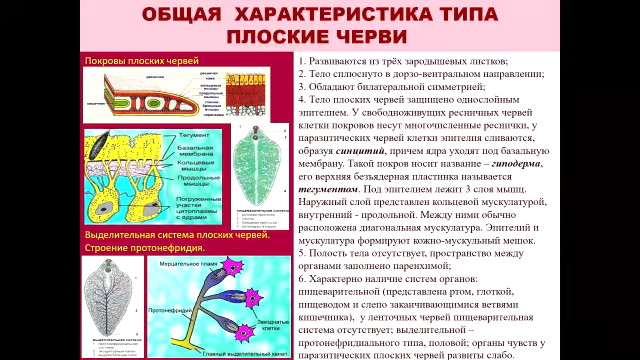 ОБЩАЯ ХАРАКТЕРИСТИКА ТИПА
ПЛОСКИЕ ЧЕРВИ
Покровы плоских червей
реснички
Тегумент
Базальная
мембрана
Кольцевые
мышцы
Продольные
мышцы
Погруженные
участки
цитоплазмы
с ядрами
Выделительная система плоских червей.
Строение протонефридия.
Мерцательное пламя
Протонефридий
Звездчатые
клетки
Главный выделительный канал
1. Развиваются из трёх зародышевых листков;
2. Тело сплюснуто в дорзо-вентральном направлении;
3. Обладают билатеральной симметрией;
4. Тело плоских червей защищено однослойным
эпителием. У свободноживущих ресничных червей
клетки покровов несут многочисленные реснички, у
паразитических червей клетки эпителия сливаются,
образуя синцитий, причем ядра уходят под базальную
мембрану. Такой покров носит название – гиподерма,
его верхняя безъядерная пластинка называется
тегументом. Под эпителием лежит 3 слоя мышц.
Наружный слой представлен кольцевой мускулатурой,
внутренний - продольной. Между ними обычно
расположена диагональная мускулатура. Эпителий и
мускулатура формируют кожно-мускульный мешок.
5. Полость тела отсутствует, пространство между
органами заполнено паренхимой;
6. Характерно наличие систем органов:
пищеварительной (представлена ртом, глоткой,
пищеводом и слепо заканчивающимися ветвями
кишечника), у ленточных червей пищеварительная
система отсутствует; выделительной –
протонефридиального типа, половой; органы чувств у
паразитических плоских червей развиты слабо.